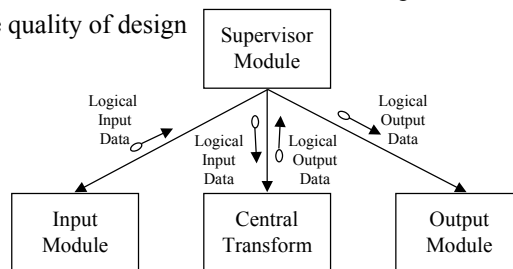 e quality of design
Supervisor
Module
Logical
Input
Data
Logical
Input
Data
Logical
Output
Data
Logical
Output
Data
Input
Module
Central
Transform
Output
Module